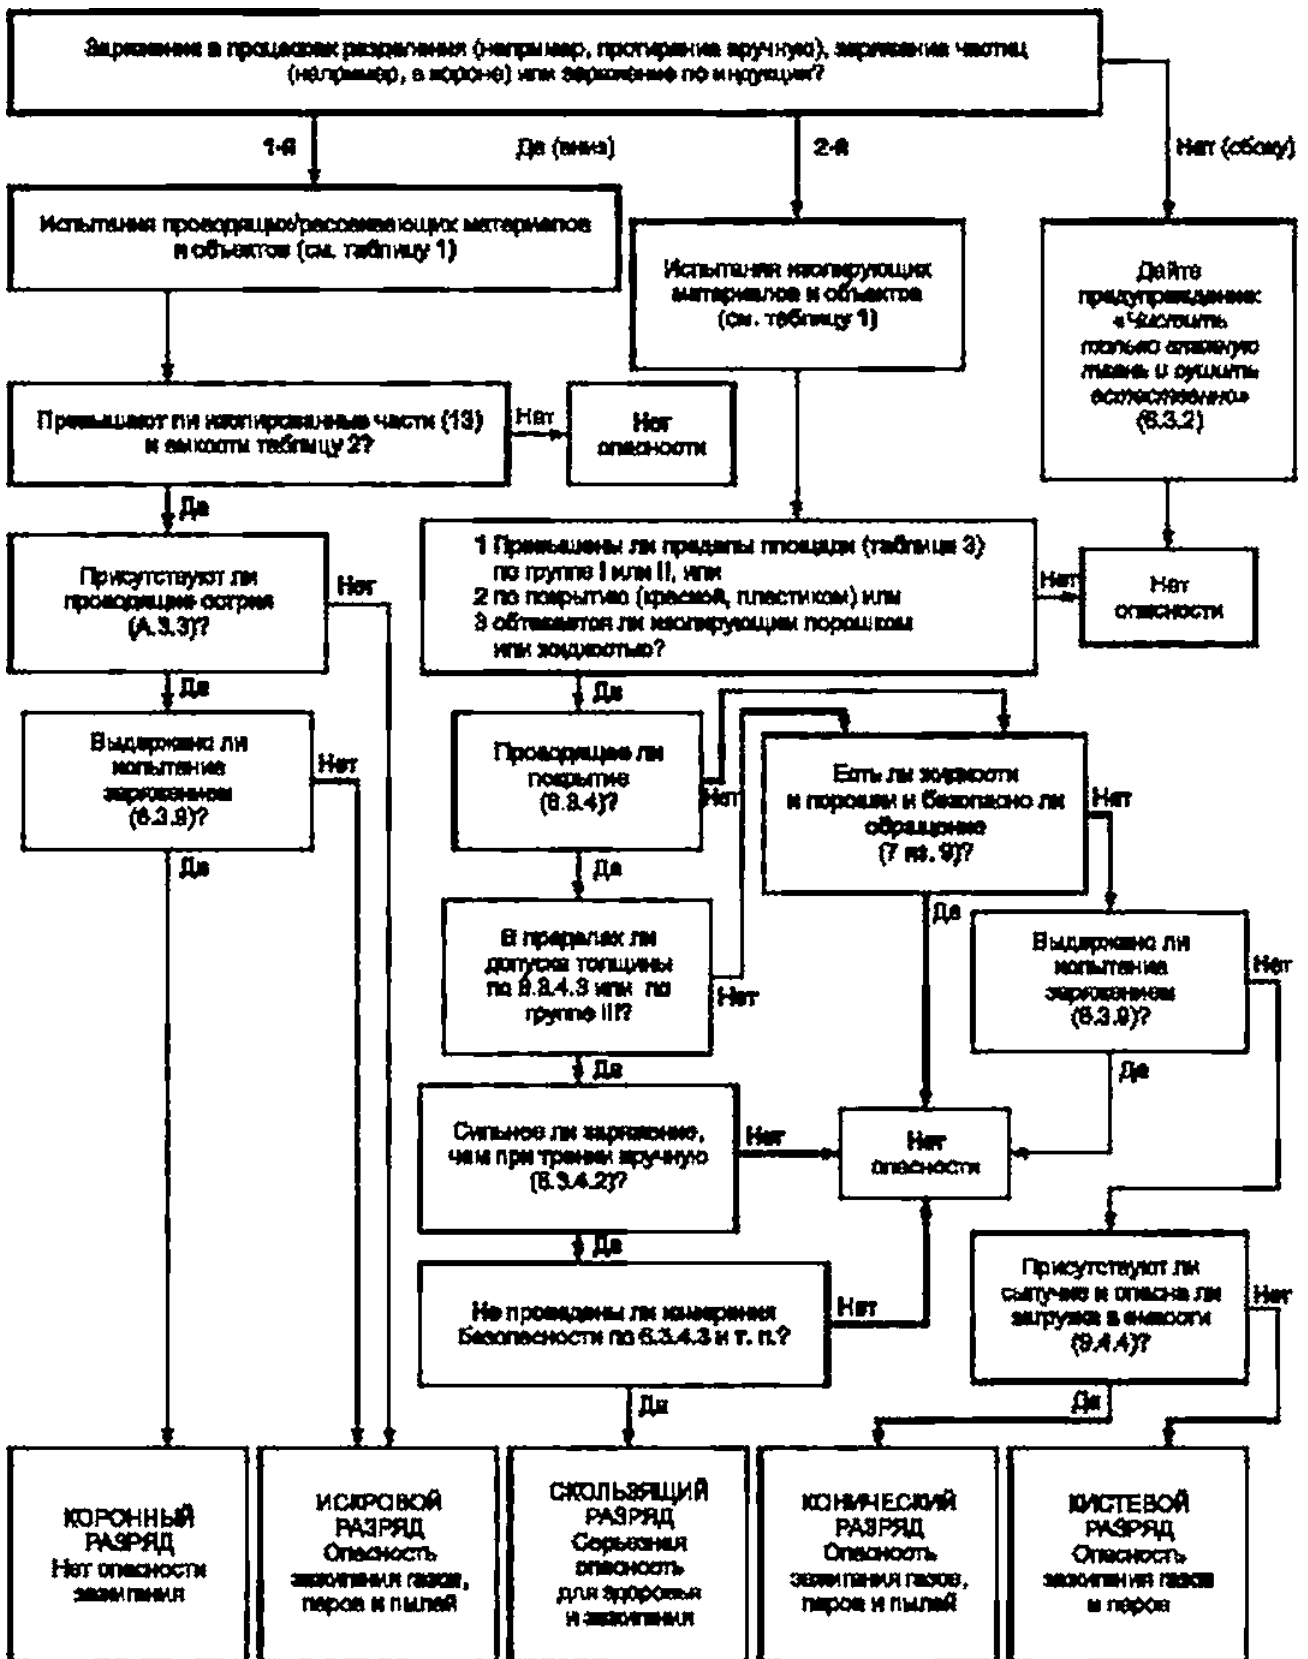 Заряжение в процессах разделения (например, протирание вручную), заряжение частиц
(например, в короне) или заряжение по индукции?
1-й
Да (вниз)
2-й
Нет (сбоку)
Испытания проводящих/рассеивающих материалов
и объектов (см. таблицу 1)
Испытания изолирующих
материалов и объектов
(см. таблицу 1)
Дайте
предупреждение:
«Чистить
только влажную
ткань и сушить
естественно»
(6.3.2)
Превышают ли изолированные части (13)
и емкости таблицу 2?
Нет
Нет
опасности
Да
Присутствуют ли
проводящие острия
(А.3.3)?
Нет
1 Превышены ли пределы площади (таблица 3)
по группе I или II, или
2 по покрытию (краской, пластиком) или
3 обтекается ли изолирующим порошком
или жидкостью?
Нет
Нет
опасности
Да
Да
Выдержано ли
испытание
заряжением
(6.3.9)?
Нет
Да
Проводящее ли
покрытие
(6.3.4)?
Нет
Есть ли жидкости
и порошки и безопасно ли
обращение
(7 из. 9)?
Нет
Да
Да
В пределах ли
допуска толщины
по 6.3.4.3 или по
группе III?
Нет
Выдержано ли
испытание
заряжением
(6.3.9)?
Нет
Да
Да
Сильнее ли заряжение,
чем при трении вручную
(6.3.4.2)?
Нет
Нет
опасности
Да
Не проведены ли измерения
безопасности по 6.3.4.3 и т. п.?
Нет
Присутствуют ли
сыпучие и опасна ли
загрузка в емкости
(9.4.4)?
Нет
Да
Да
КОРОННЫЙ
РАЗРЯД
Нет опасности
зажигания
ИСКРОВОЙ
РАЗРЯД
Опасность
зажигания газов,
паров и пылей
СКОЛЬЗЯЩИЙ
РАЗРЯД
Серьезная
опасность
для здоровья
и зажигания
КОНИЧЕСКИЙ
РАЗРЯД
Опасность
зажигания газов,
паров и пылей
КИСТЕВОЙ
РАЗРЯД
Опасность
зажигания газов
и паров